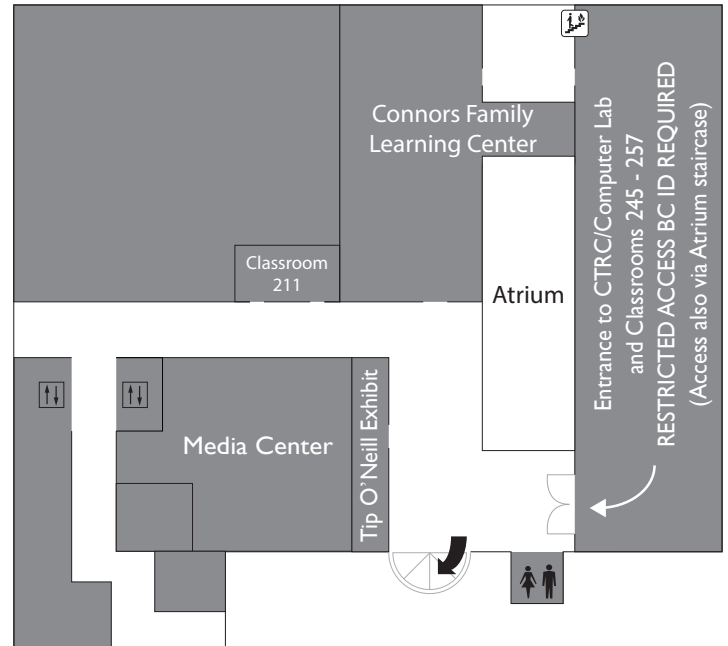 Connors Family
Learning Center
Classroom
211
Atrium
Media Center
Tip O'Neill Exhibit
Entrance to CTRC/Computer Lab
and Classrooms 245 - 257
RESTRICTED ACCESS BC ID REQUIRED
(Access also via Atrium staircase)